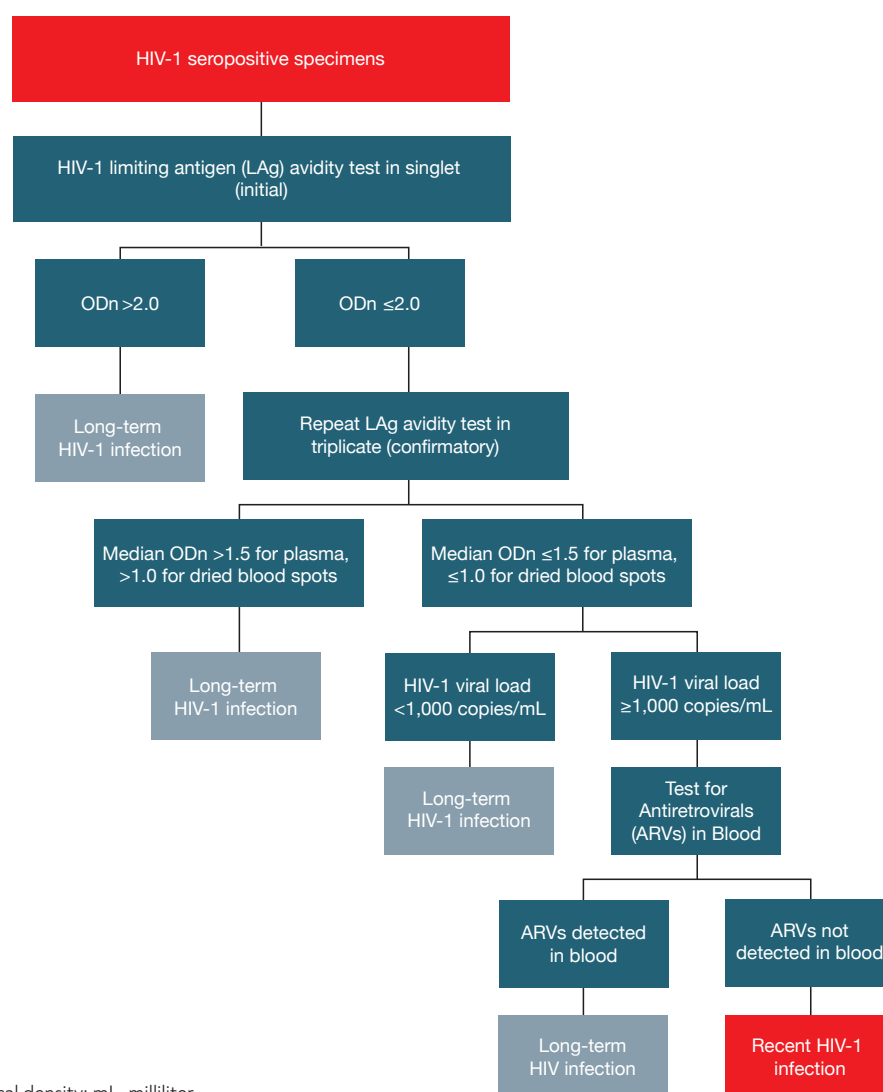 HIV-1 seropositive specimens
HIV-1 limiting antigen (LAg) avidity test in singlet
(initial)
ODn >2.0
ODn ≤2.0
Long-term
HIV-1 infection
Repeat LAg avidity test in
triplicate (confirmatory)
Median ODn >1.5 for plasma,
>1.0 for dried blood spots
Median ODn ≤1.5 for plasma,
≤1.0 for dried blood spots
Long-term
HIV-1 infection
HIV-1 viral load
<1,000 copies/mL
HIV-1 viral load
≥1,000 copies/mL
Long-term
HIV-1 infection
Test for
Antiretrovirals
(ARVs) in Blood
ARVs detected
in blood
ARVs not
detected in blood
Long-term
HIV infection
Recent HIV-1
infection
density; mL, milliliter